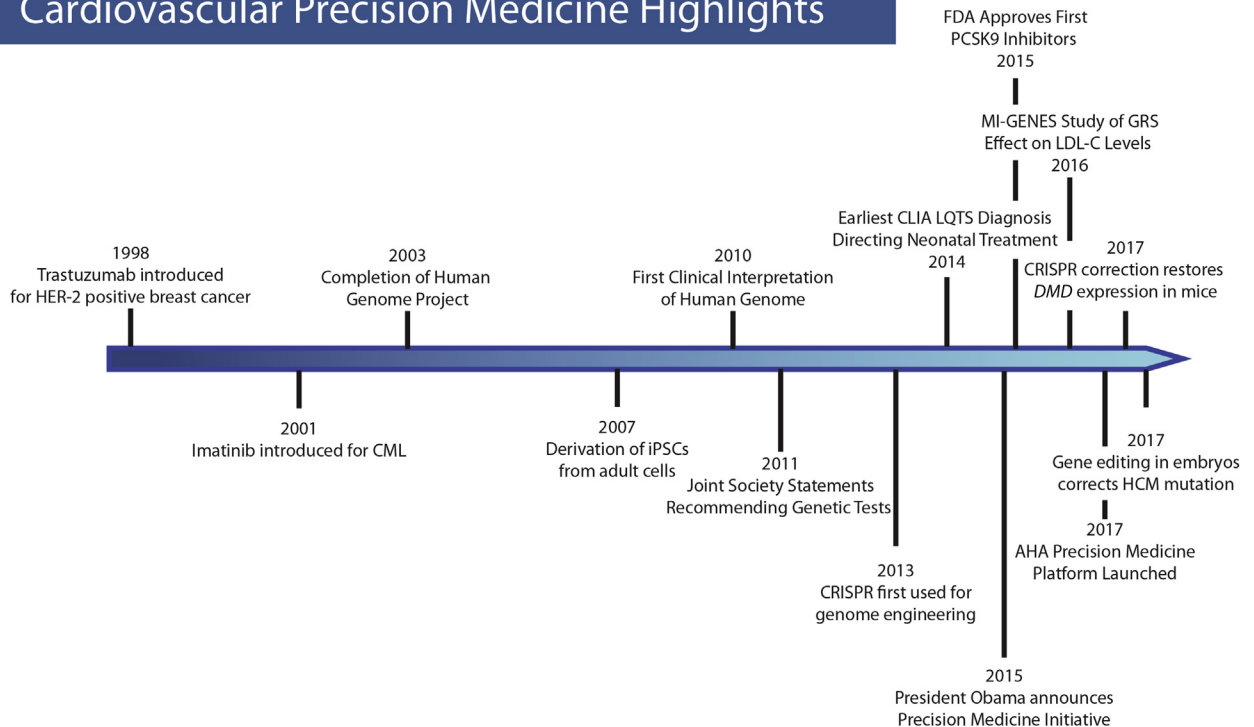 Cardiovascular Precision Medicine Highlights
FDA Approves First
PCSK9 Inhibitors
2015
MI-GENES Study of GRS
Effect on LDL-C Levels
2016
Earliest CLIA LQTS Diagnosis
Directing Neonatal Treatment
2014
1998
Trastuzumab introduced
for HER-2 positive breast cancer
2003
Completion of Human
Genome Project
2010
First Clinical Interpretation
of Human Genome
2017
CRISPR correction restores
DMD expression in mice
2001
Imatinib introduced for CML
2007
Derivation of iPSCs
from adult cells
2011
Joint Society Statements
Recommending Genetic Tests
2013
CRISPR first used for
genome engineering
2015
President Obama announces
Precision Medicine Initiative
2017
Gene editing in embryos
corrects HCM mutation
2017
AHA Precision Medicine
Platform Launched